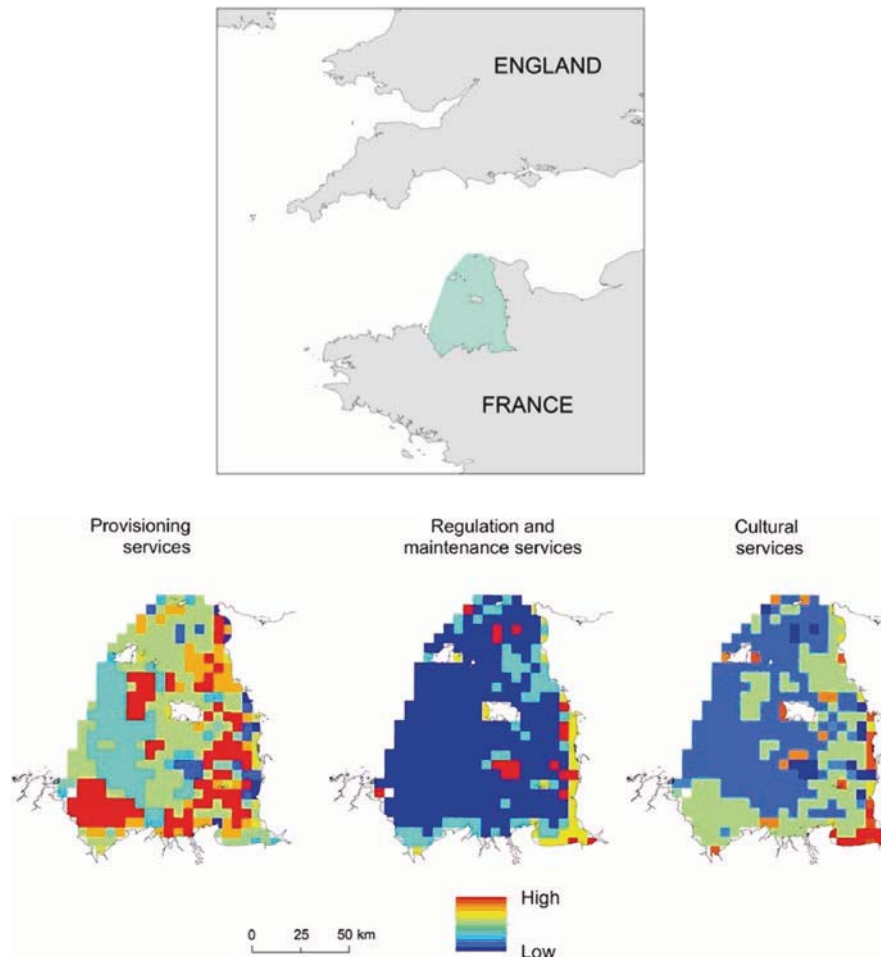 ENGLAND
FRANCE
Provisioning
services
Regulation and
maintenance services
Cultural
services
High
Low
0 25 50 km